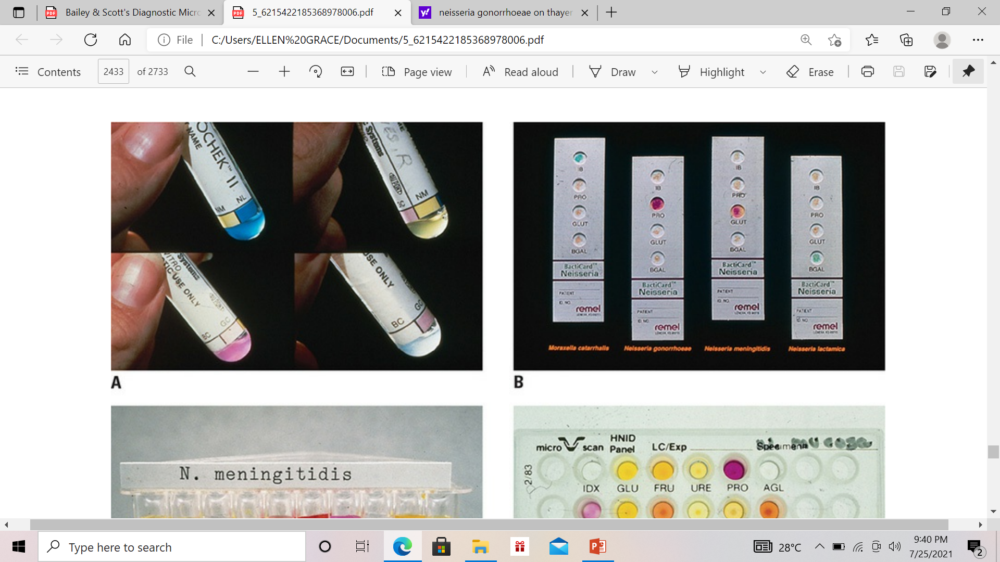 Bailey & Scott's Diagnostic Micro
5_6215422185368978006.pdf
neisseria gonorrhoeae on thayer
File
C:/Users/ELLEN%20GRACE/Documents/5_6215422185368978006.pdf
Contents
2433 of 2733
Page view
Read aloud
Draw
Highlight
Erase
OCHEK™ II
NAME
NM NL
Systems
NM
VITRO
Systems
TIC USE ONLY
GC
USE ONLY
BC GC
A
IB
PRO
GLUT
BGAL
BactiCard™
Neisseria
PATIENT
ID. NO.
remel
Moraxella catarrhalis
IB
PRO
GLUT
BGAL
BactiCard™
Neisseria
PATIENT
ID. NO.
remel
Neisseria gonorrhoeae
IB
PRO
GLUT
BGAL
BactiCard™
Neisseria
PATIENT
ID. NO.
remel
Neisseria meningitidis
IB
PRO
GLUT
BGAL
BactiCard™
Neisseria
PATIENT
ID. NO.
remel
Neisseria lactamica
B
N. meningitidis
micro scan
HNID
Panel
LC/Exp
Specimen#
2/83
IDX GLU FRU URE PRO AGL
Type here to search
28°C
9:40 PM
7/25/2021
2